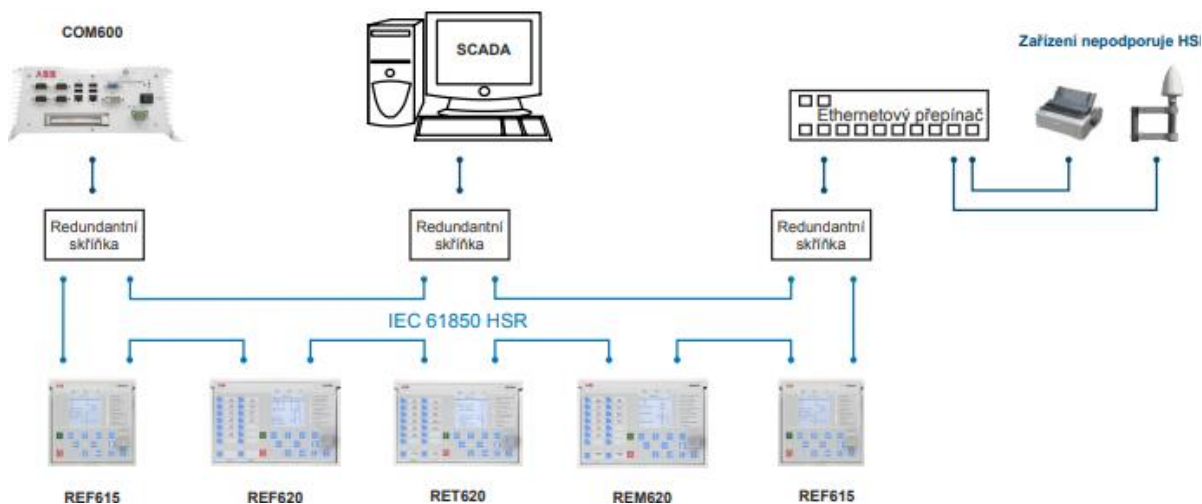 COM600
SCADA
Zařízení nepodporuje HSR
ABB
Ethernetový přepínač
Redundantní
skříňka
Redundantní
skříňka
Redundantní
skříňka
IEC 61850 HSR
REF615
REF620
RET620
REM620
REF615